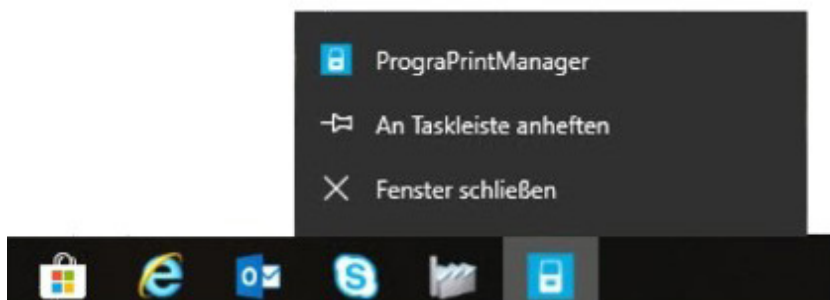 PrograPrintManager
An Taskleiste anheften
Fenster schließen